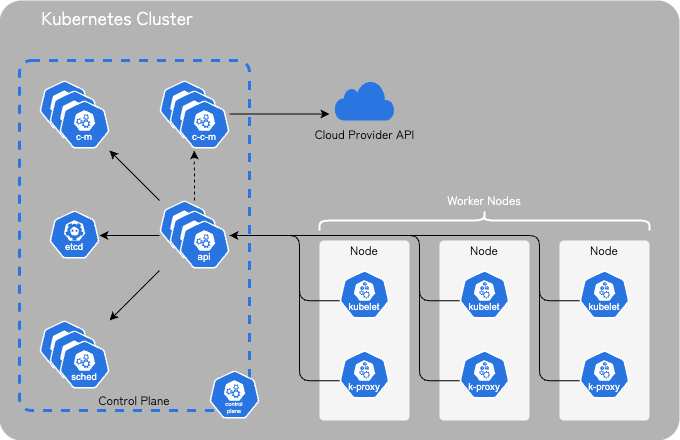 Kubernetes Cluster
c-m
c-c-m
Cloud Provider API
Worker Nodes
etcd
api
Node
Node
Node
kubelet
kubelet
kubelet
sched
k-proxy
k-proxy
k-proxy
Control Plane
control
plane